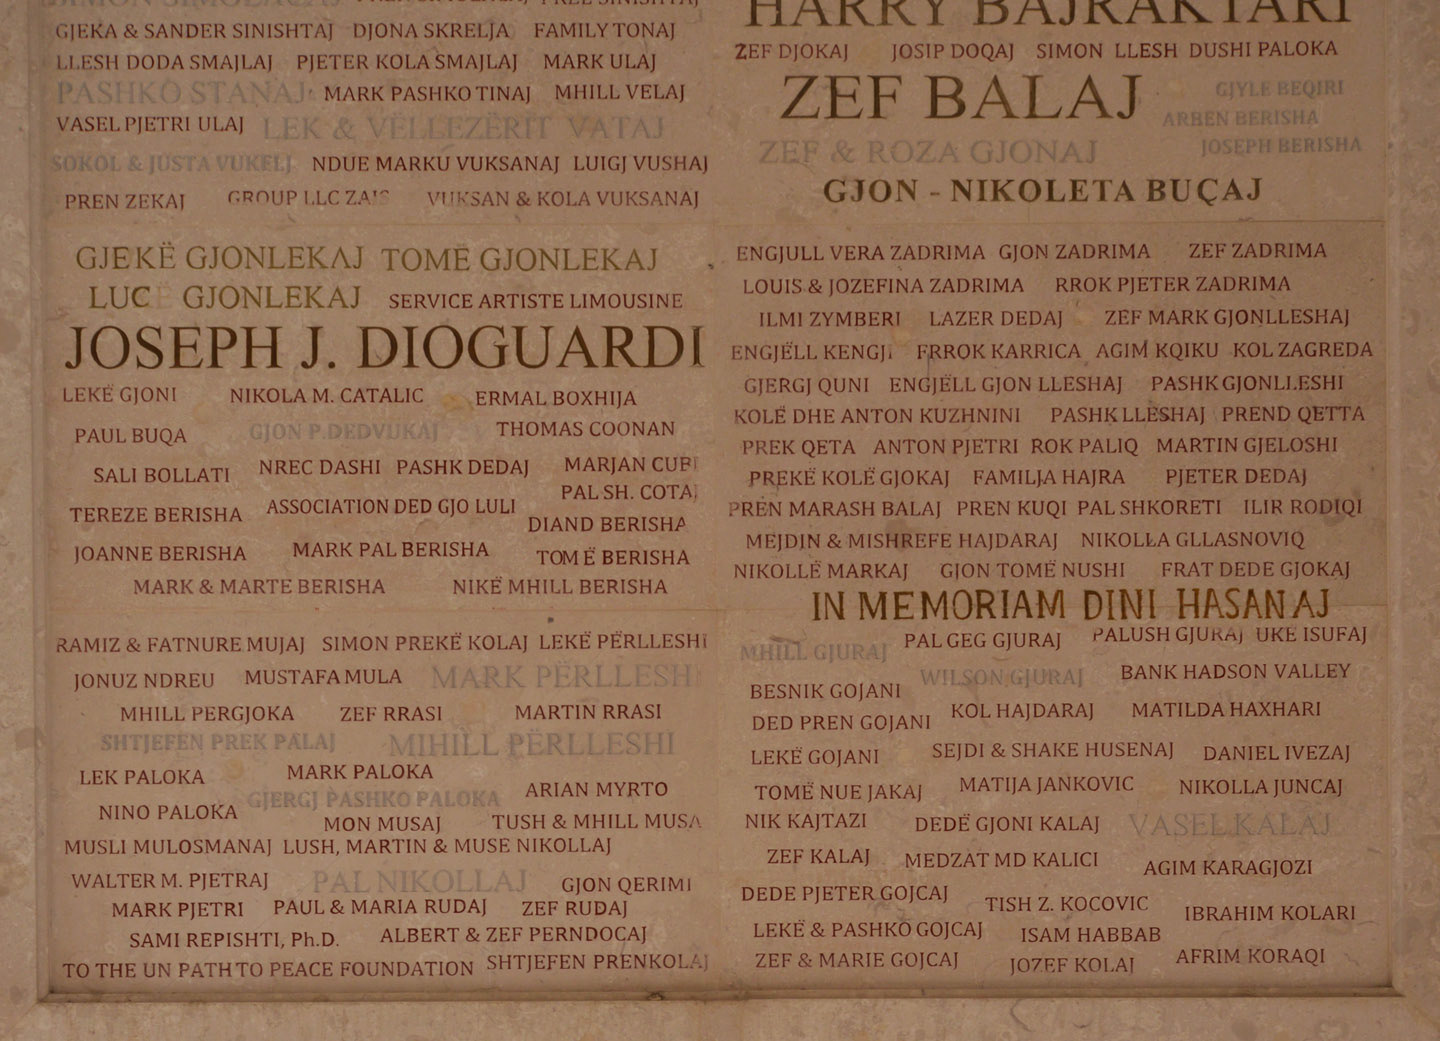 GJEKA & SANDER SINISHTAJ DJONA SKRELJA FAMILY TONAJ
LLESH DODA SMAJLAJ PJETER KOLA SMAJLAJ MARK ULAJ
PASHKO STANAJ MARK PASHKO TINAJ MHILL VELAJ
VASEL PJETRI ULAJ LEK & VËLLEZËRIT VATAJ
SOKOL & JUSTA VUKELJ NDUE MARKU VUKSANAJ LUIGJ VUSHAJ
PREN ZEKAJ GROUP LLC ZAIS VUKSAN & KOLA VUKSANAJ
GJEKË GJONLEKAJ TOMË GJONLEKAJ
LUCË GJONLEKAJ SERVICE ARTISTE LIMOUSINE
JOSEPH J. DIOGUARDI
LEKË GJONI NIKOLA M. CATALIC ERMAL BOXHIJA
PAUL BUQA GJON P.DEDVUKAJ THOMAS COONAN
SALI BOLLATI NREC DASHI PASHK DEDAJ MARJAN CUBI
PAL SH. COTAJ
TEREZE BERISHA ASSOCIATION DED GJO LULI
DIAND BERISHA
JOANNE BERISHA MARK PAL BERISHA TOMË BERISHA
MARK & MARTE BERISHA NIKË MHILL BERISHA
RAMIZ & FATNURE MUJAJ SIMON PREKË KOLAJ LEKË PËRLLESHI
JONUZ NDREU MUSTAFA MULA MARK PËRLLESHI
MHILL PERGJOKA ZEF RRASI MARTIN RRASI
SHTJEFEN PREK PALAJ MIHILL PËRLLESHI
LEK PALOKA MARK PALOKA
NINO PALOKA GJERGJ PASHKO PALOKA ARIAN MYRTO
MON MUSAJ TUSH & MHILL MUSA
MUSLI MULOSMANAJ LUSH, MARTIN & MUSE NIKOLLAJ
WALTER M. PJETRAJ PAL NIKOLLAJ GJON QERIMI
MARK PJETRI PAUL & MARIA RUDAJ ZEF RUDAJ
SAMI REPISHTI, Ph.D. ALBERT & ZEF PERNDOCAJ
TO THE UN PATH TO PEACE FOUNDATION SHTJEFEN PRENKOLAJ
HARRY BAJRAKTARI
ZEF DJOKAJ JOSIP DOQAJ SIMON LLESH DUSHI PALOKA
ZEF BALAJ GJYLE BEQIRI
ARBEN BERISHA
ZEF & ROZA GJONAJ JOSEPH BERISHA
GJON - NIKOLETA BUÇAJ
ENGJULL VERA ZADRIMA GJON ZADRIMA ZEF ZADRIMA
LOUIS & JOZEFINA ZADRIMA RROK PJETER ZADRIMA
ILMI ZYMBERI LAZER DEDAJ ZEF MARK GJONLLESHAJ
ENGJËLL KENGJI FRROK KARRICA AGIM KQIKU KOL ZAGREDA
GJERGJ QUNI ENGJËLL GJON LLESHAJ PASHK GJONLLESHI
KOLË DHE ANTON KUZHNINI PASHK LLESHAJ PREND QETTA
PREK QETA ANTON PJETRI ROK PALIQ MARTIN GJELOSHI
PREKË KOLË GJOKAJ FAMILJA HAJRA PJETER DEDAJ
PREN MARASH BALAJ PREN KUQI PAL SHKORETI ILIR RODIQI
MEJDIN & MISHREFE HAJDARAJ NIKOLLA GLLASNOVIQ
NIKOLLË MARKAJ GJON TOMË NUSHI FRAT DEDE GJOKAJ
IN MEMORIAM DINI HASANAJ
MHILL GJURAJ PAL GEG GJURAJ PALUSH GJURAJ UKE ISUFAJ
BESNIK GOJANI WILSON GJURAJ BANK HADSON VALLEY
DED PREN GOJANI KOL HAJDARAJ MATILDA HAXHARI
LEKË GOJANI SEJDI & SHAKE HUSENAJ DANIEL IVEZAJ
TOMË NUE JAKAJ MATIJA JANKOVIC NIKOLLA JUNCAJ
NIK KAJTAZI DEDË GJONI KALAJ VASEL KALAJ
ZEF KALAJ MEDZAT MD KALICI AGIM KARAGJOZI
DEDE PJETER GOJCAJ TISH Z. KOCOVIC IBRAHIM KOLARI
LEKË & PASHKO GOJCAJ ISAM HABBAB
ZEF & MARIE GOJCAJ JOZEF KOLAJ AFRIM KORAQI